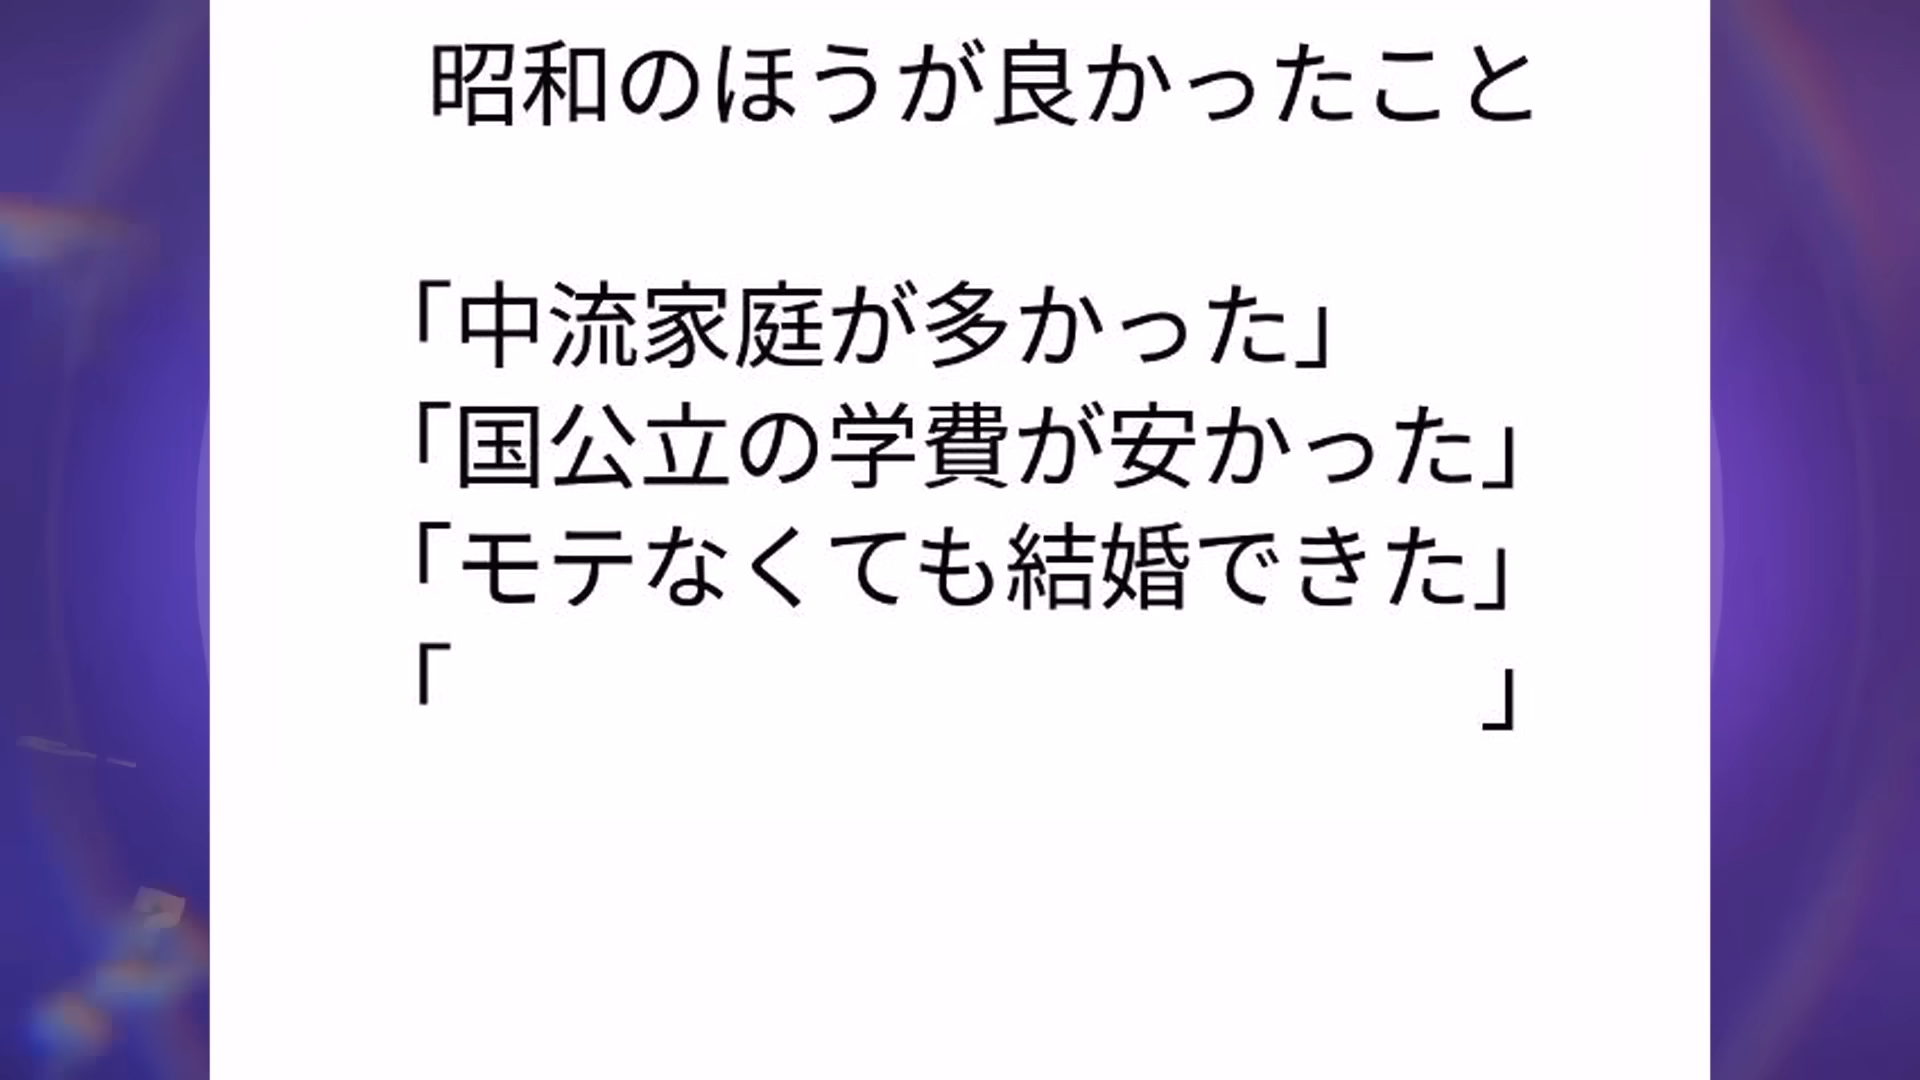 昭和のほうが良かったこと
「中流家庭が多かった」
「国公立の学費が安かった」
「モテなくても結婚できた」
「　　　　　　　　　　　」